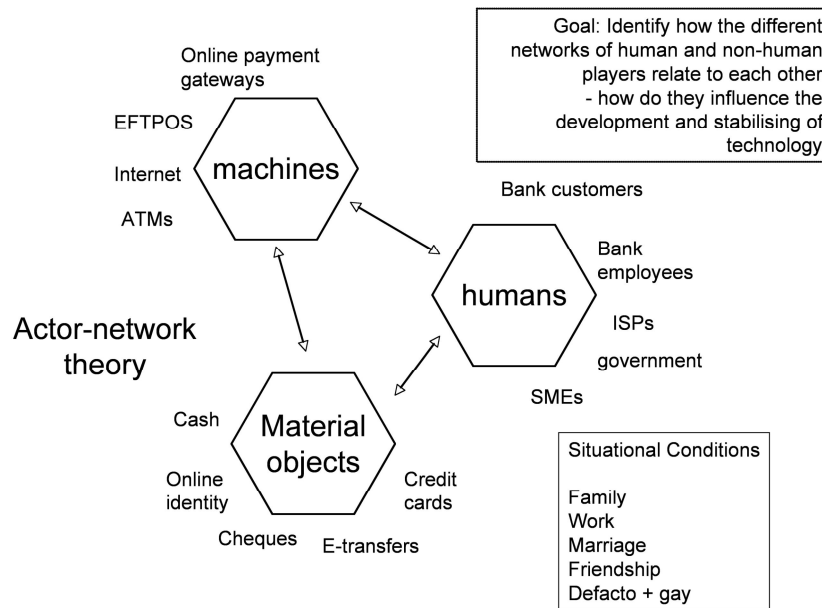 Goal: Identify how the different
networks of human and non-human
players relate to each other
- how do they influence the
development and stabilising of
technology
Online payment
gateways
EFTPOS
machines
Internet
ATMs
Bank customers
Bank
employees
humans
ISPs
government
SMEs
Actor-network
theory
Cash
Material
objects
Online
identity
Credit
cards
Cheques
E-transfers
Situational Conditions
Family
Work
Marriage
Friendship
Defacto + gay